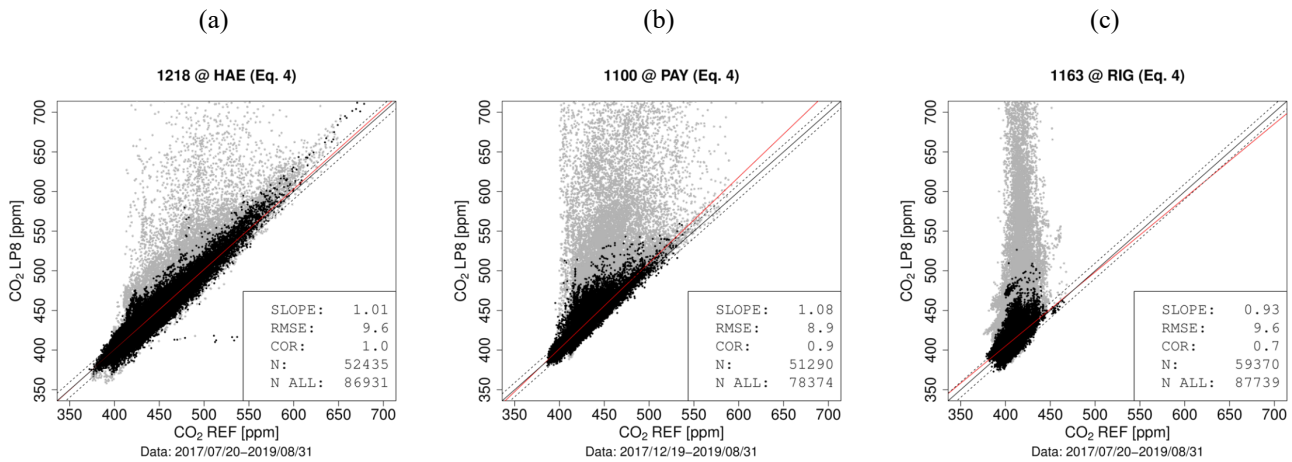 (a)
1218 @ HAE (Eq. 4)
CO₂ LP8 [ppm]
700
650
600
550
500
450
400
350
SLOPE: 1.01
RMSE: 9.6
COR: 1.0
N: 52435
N ALL: 86931
350 400 450 500 550 600 650 700
CO₂ REF [ppm]
Data: 2017/07/20−2019/08/31
(b)
1100 @ PAY (Eq. 4)
CO₂ LP8 [ppm]
700
650
600
550
500
450
400
350
SLOPE: 1.08
RMSE: 8.9
COR: 0.9
N: 51290
N ALL: 78374
350 400 450 500 550 600 650 700
CO₂ REF [ppm]
Data: 2017/12/19−2019/08/31
(c)
1163 @ RIG (Eq. 4)
CO₂ LP8 [ppm]
700
650
600
550
500
450
400
350
SLOPE: 0.93
RMSE: 9.6
COR: 0.7
N: 59370
N ALL: 87739
350 400 450 500 550 600 650 700
CO₂ REF [ppm]
Data: 2017/07/20−2019/08/31